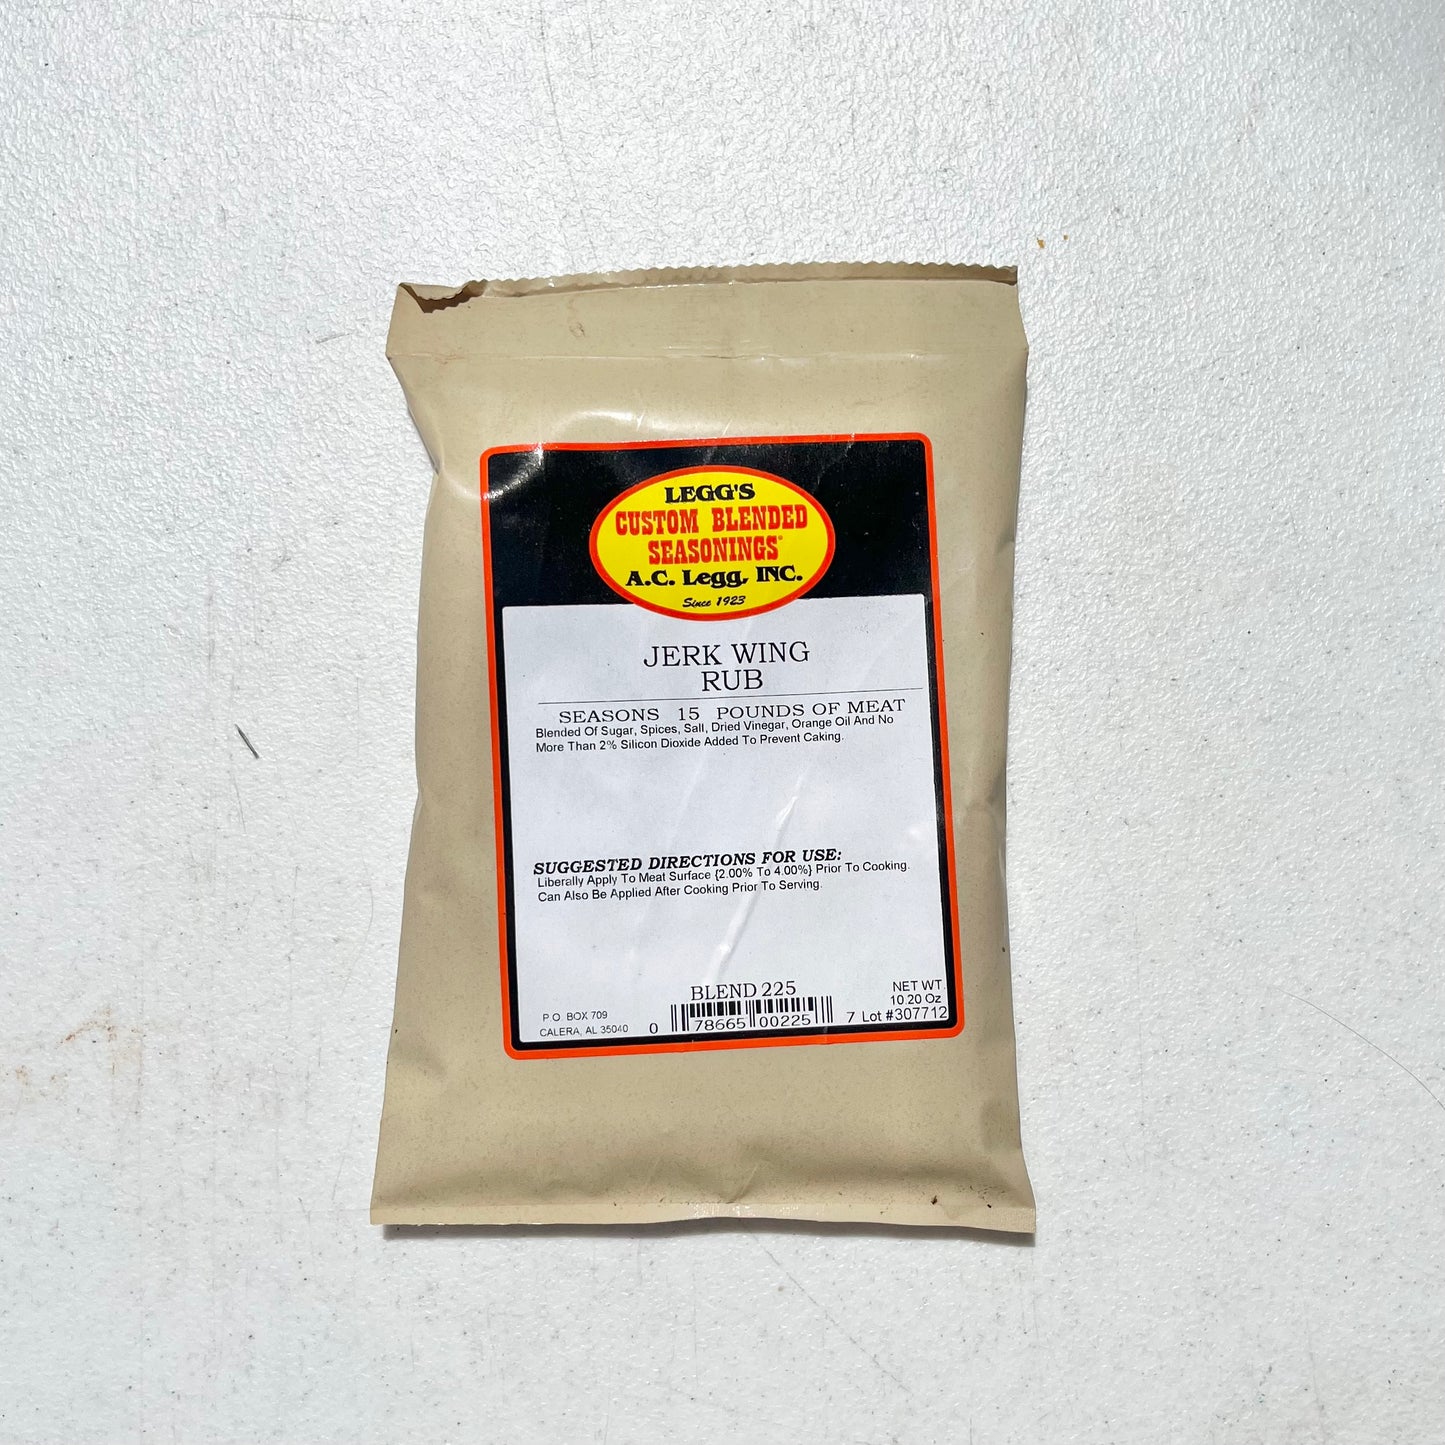 LEGG'S
CUSTOM BLENDED
SEASONINGS®
A.C. Legg, INC.
Since 1923
JERK WING
RUB
SEASONS 15 POUNDS OF MEAT
Blended Of Sugar, Spices, Salt, Dried Vinegar, Orange Oil And No
More Than 2% Silicon Dioxide Added To Prevent Caking.
SUGGESTED DIRECTIONS FOR USE:
Liberally Apply To Meat Surface {2.00% To 4.00%} Prior To Cooking.
Can Also Be Applied After Cooking Prior To Serving.
BLEND 225
NET WT.
10.20 Oz
P.O. BOX 709
CALERA, AL 35040
0 78665 00225 7 Lot #307712